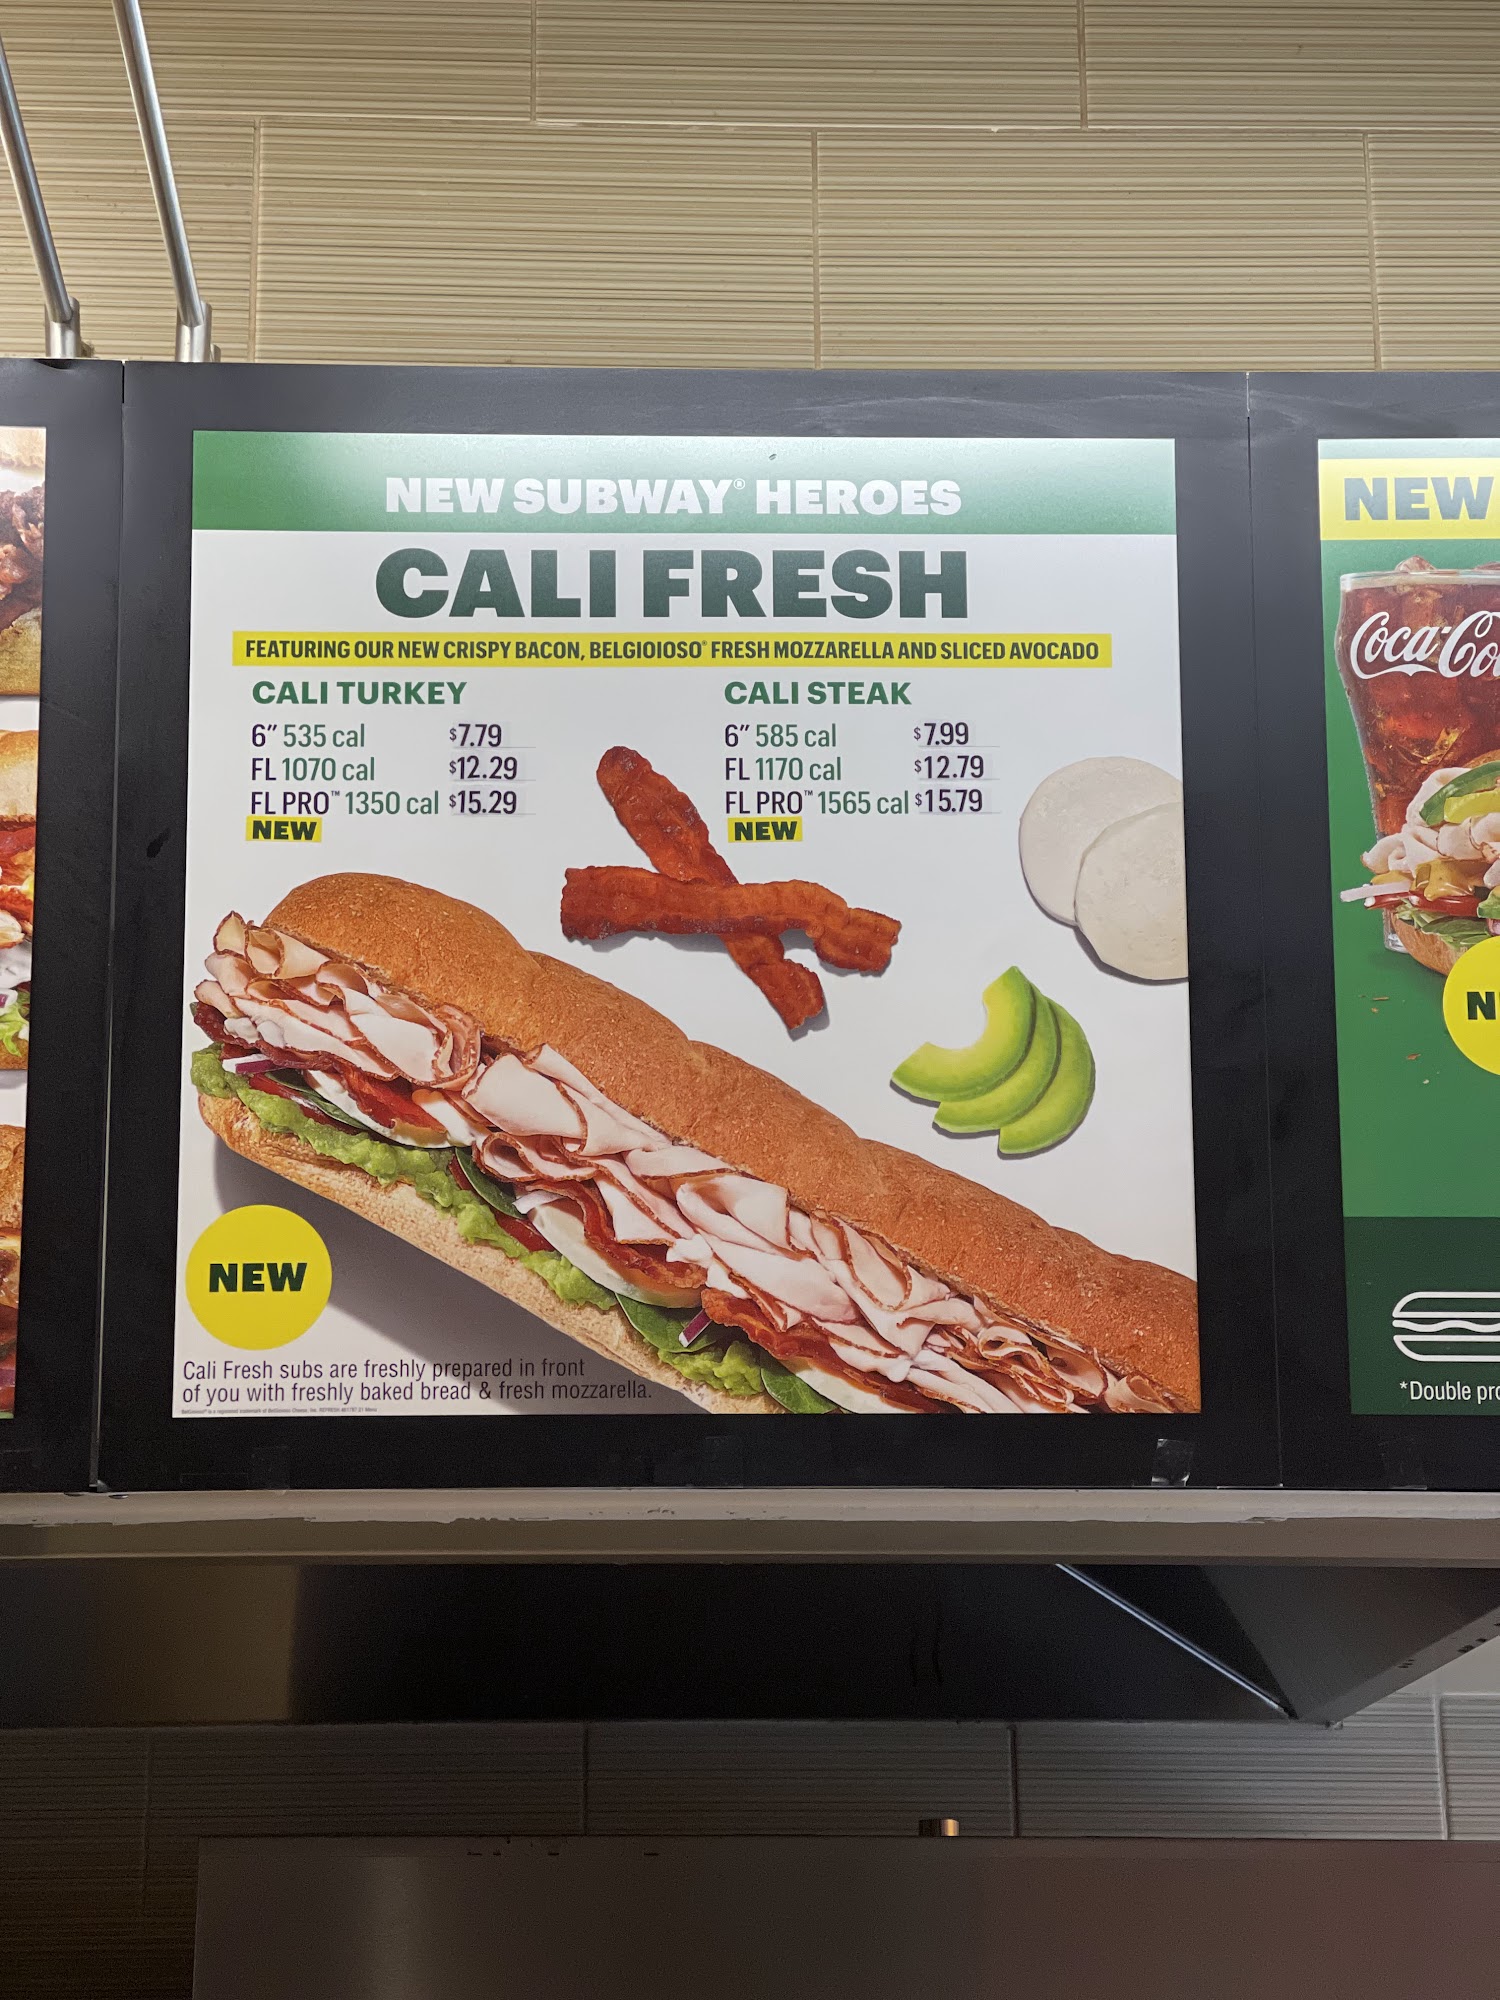 NEW SUBWAY® HEROES
CALI FRESH
FEATURING OUR NEW CRISPY BACON, BELGIOIOSO® FRESH MOZZARELLA AND SLICED AVOCADO
CALI TURKEY
6″ 535 cal $7.79
FL 1070 cal $12.29
FL PRO™ 1350 cal $15.29
NEW
CALI STEAK
6″ 585 cal $7.99
FL 1170 cal $12.79
FL PRO™ 1565 cal $15.79
NEW
NEW
Cali Fresh subs are freshly prepared in front
of you with freshly baked bread & fresh mozzarella.
NEW
Coca-Co
N
*Double pro